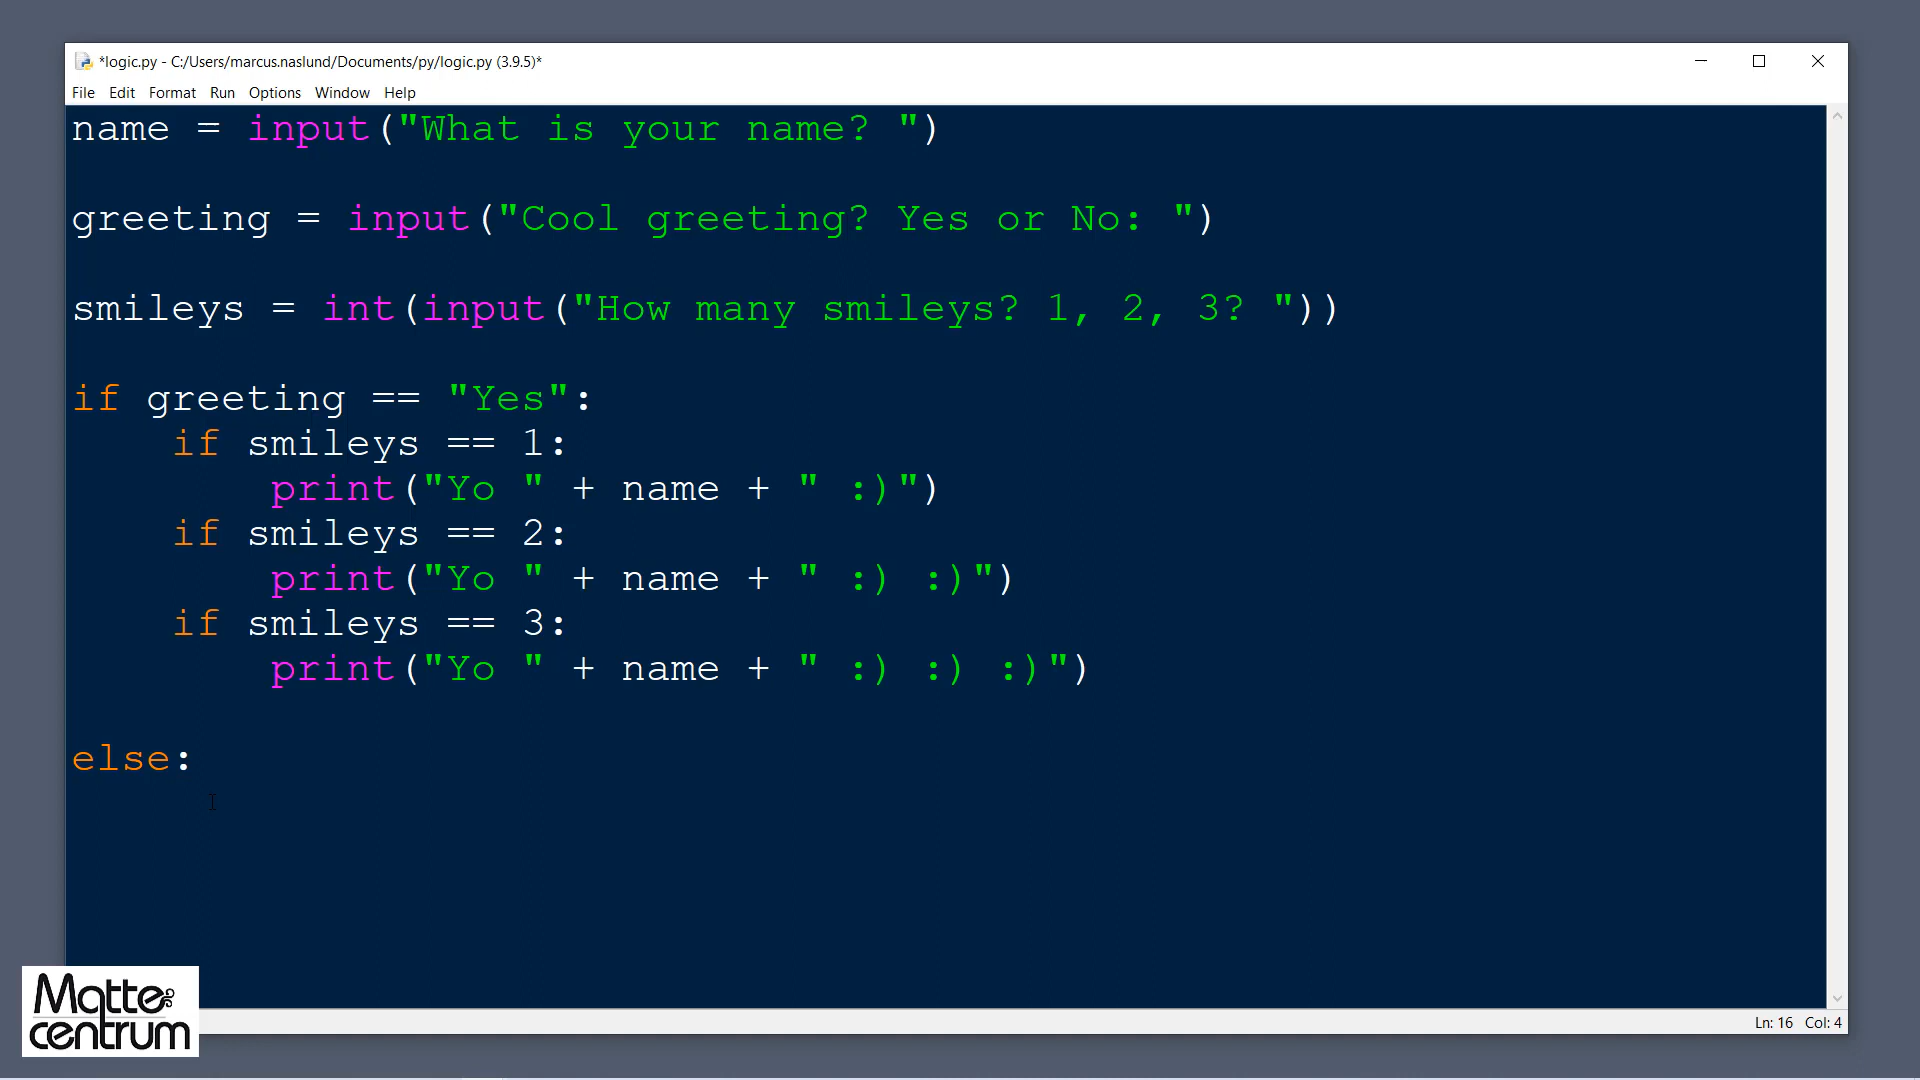 *logic.py - C:/Users/marcus.naslund/Documents/py/logic.py (3.9.5)*
File Edit Format Run Options Window Help
name = input("What is your name? ")
greeting = input("Cool greeting? Yes or No: ")
smileys = int(input("How many smileys? 1, 2, 3? "))
if greeting == "Yes":
    if smileys == 1:
        print("Yo " + name + " :)")
    if smileys == 2:
        print("Yo " + name + " :) :)")
    if smileys == 3:
        print("Yo " + name + " :) :) :)")
else:
Matte
centrum
Ln: 16 Col: 4